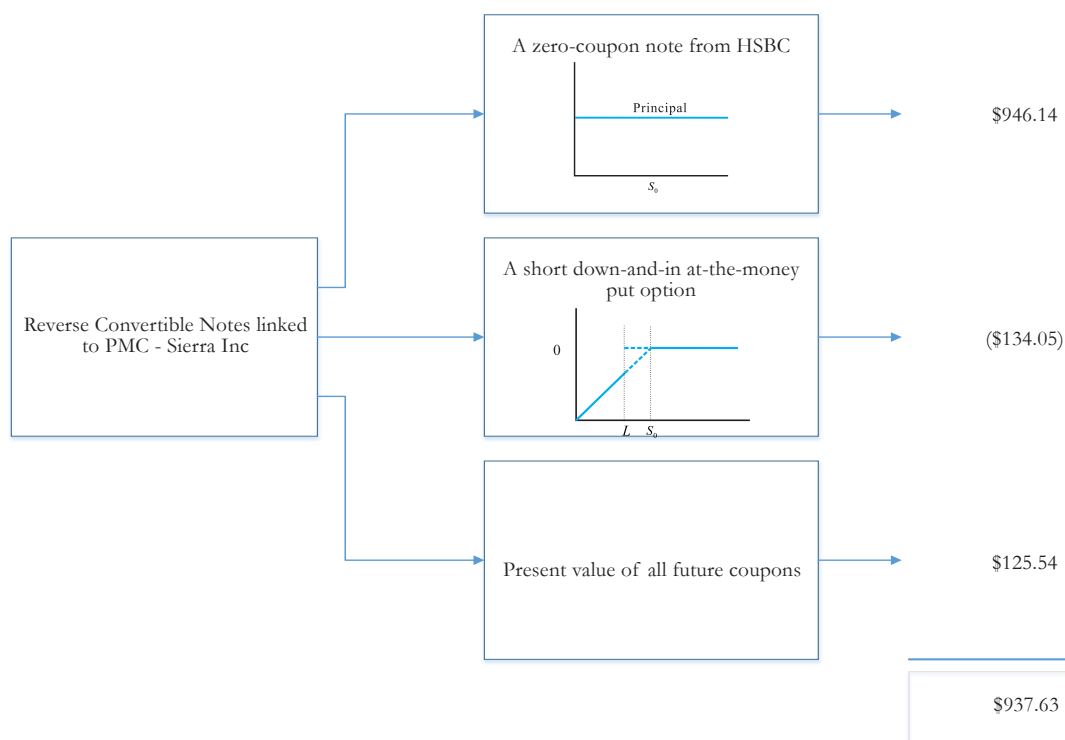 A zero-coupon note from HSBC
Principal
S₀
$946.14
Reverse Convertible Notes linked
to PMC - Sierra Inc
A short down-and-in at-the-money
put option
0
L S₀
($134.05)
Present value of all future coupons
$125.54
$937.63